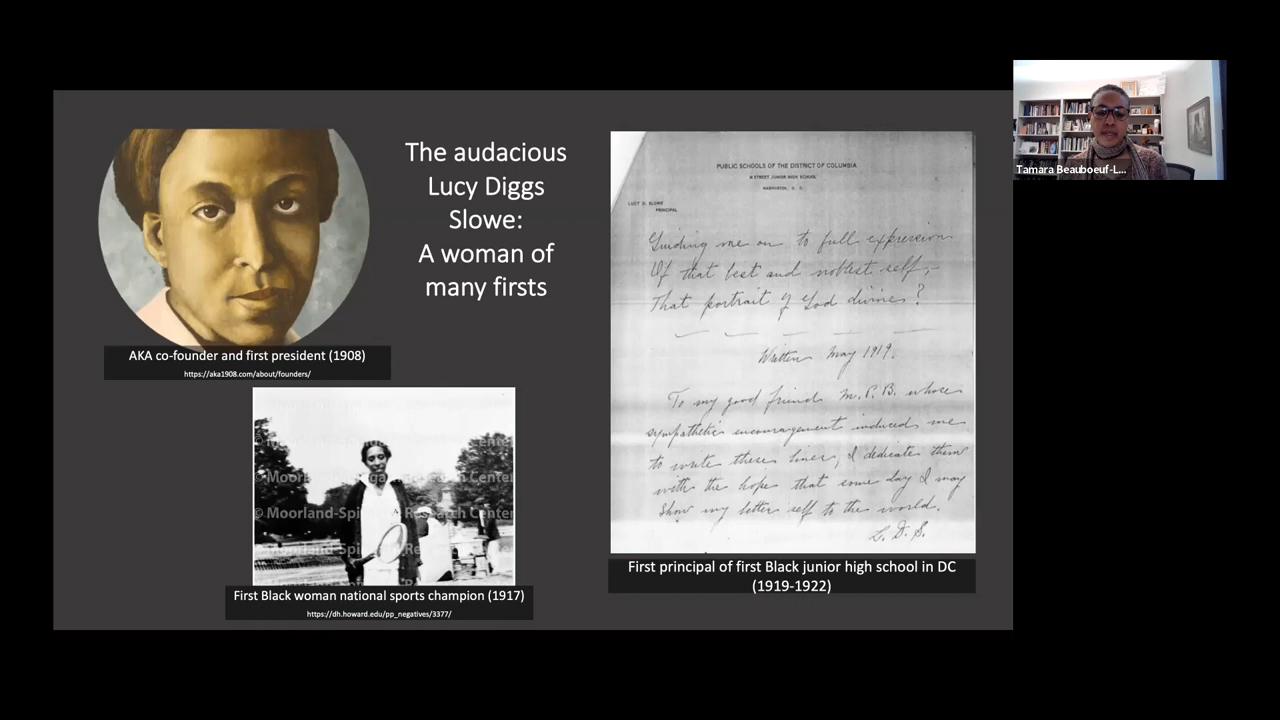 The audacious
Lucy Diggs
Slowe:
A woman of
many firsts
AKA co-founder and first president (1908)
https://aka1908.com/about/founders/
© Moorland-Spingarn Research Center
© Moorland-Spingarn Research Center
First Black woman national sports champion (1917)
https://dh.howard.edu/pp_negatives/3377/
PUBLIC SCHOOLS OF THE DISTRICT OF COLUMBIA
M STREET JUNIOR HIGH SCHOOL
WASHINGTON, D. C.
LUCY D. SLOWE
PRINCIPAL
Guiding me on to full expression
Of that best and noblest self,-
That portrait of God divine?
Written May 1919.
To my good friend M. P. B. whose
sympathetic encouragement induced me
to write these lines, I dedicate them
with the hope that some day I may
show my better self to the world.
L. D. S.
First principal of first Black junior high school in DC
(1919-1922)
Tamara Beauboeuf-L...